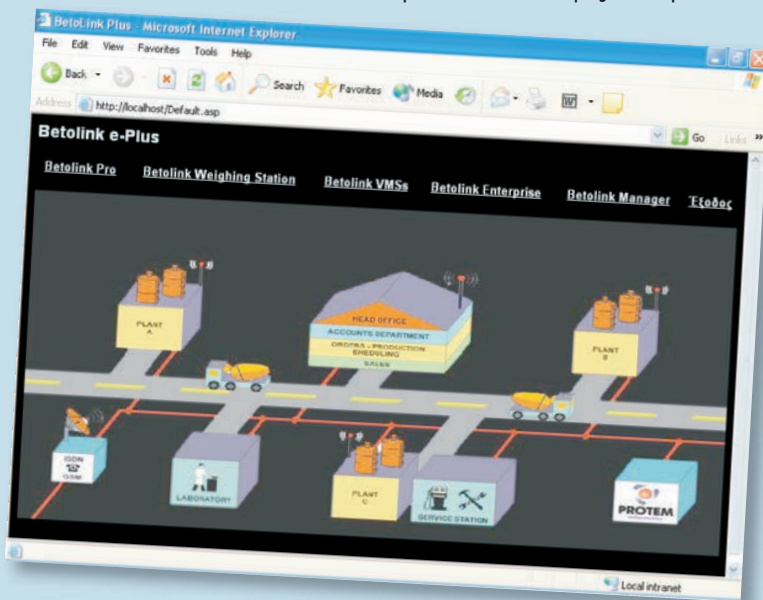 BetoLink Plus - Microsoft Internet Explorer
File Edit View Favorites Tools Help
Back Search Favorites Media
Address http://localhost/Default.asp Go Links »
Betolink e-Plus
Betolink Pro Betolink Weighing Station Betolink VMSs Betolink Enterprise Betolink Manager Έξοδος
PLANT
A
HEAD OFFICE
ACCOUNTS DEPARTMENT
ORDERS - PRODUCTION
SHEDULING
SALES
PLANT
B
ISDN
GSM
LABORATORY
PLANT
C
SERVICE STATION
PROTEM
Local intranet